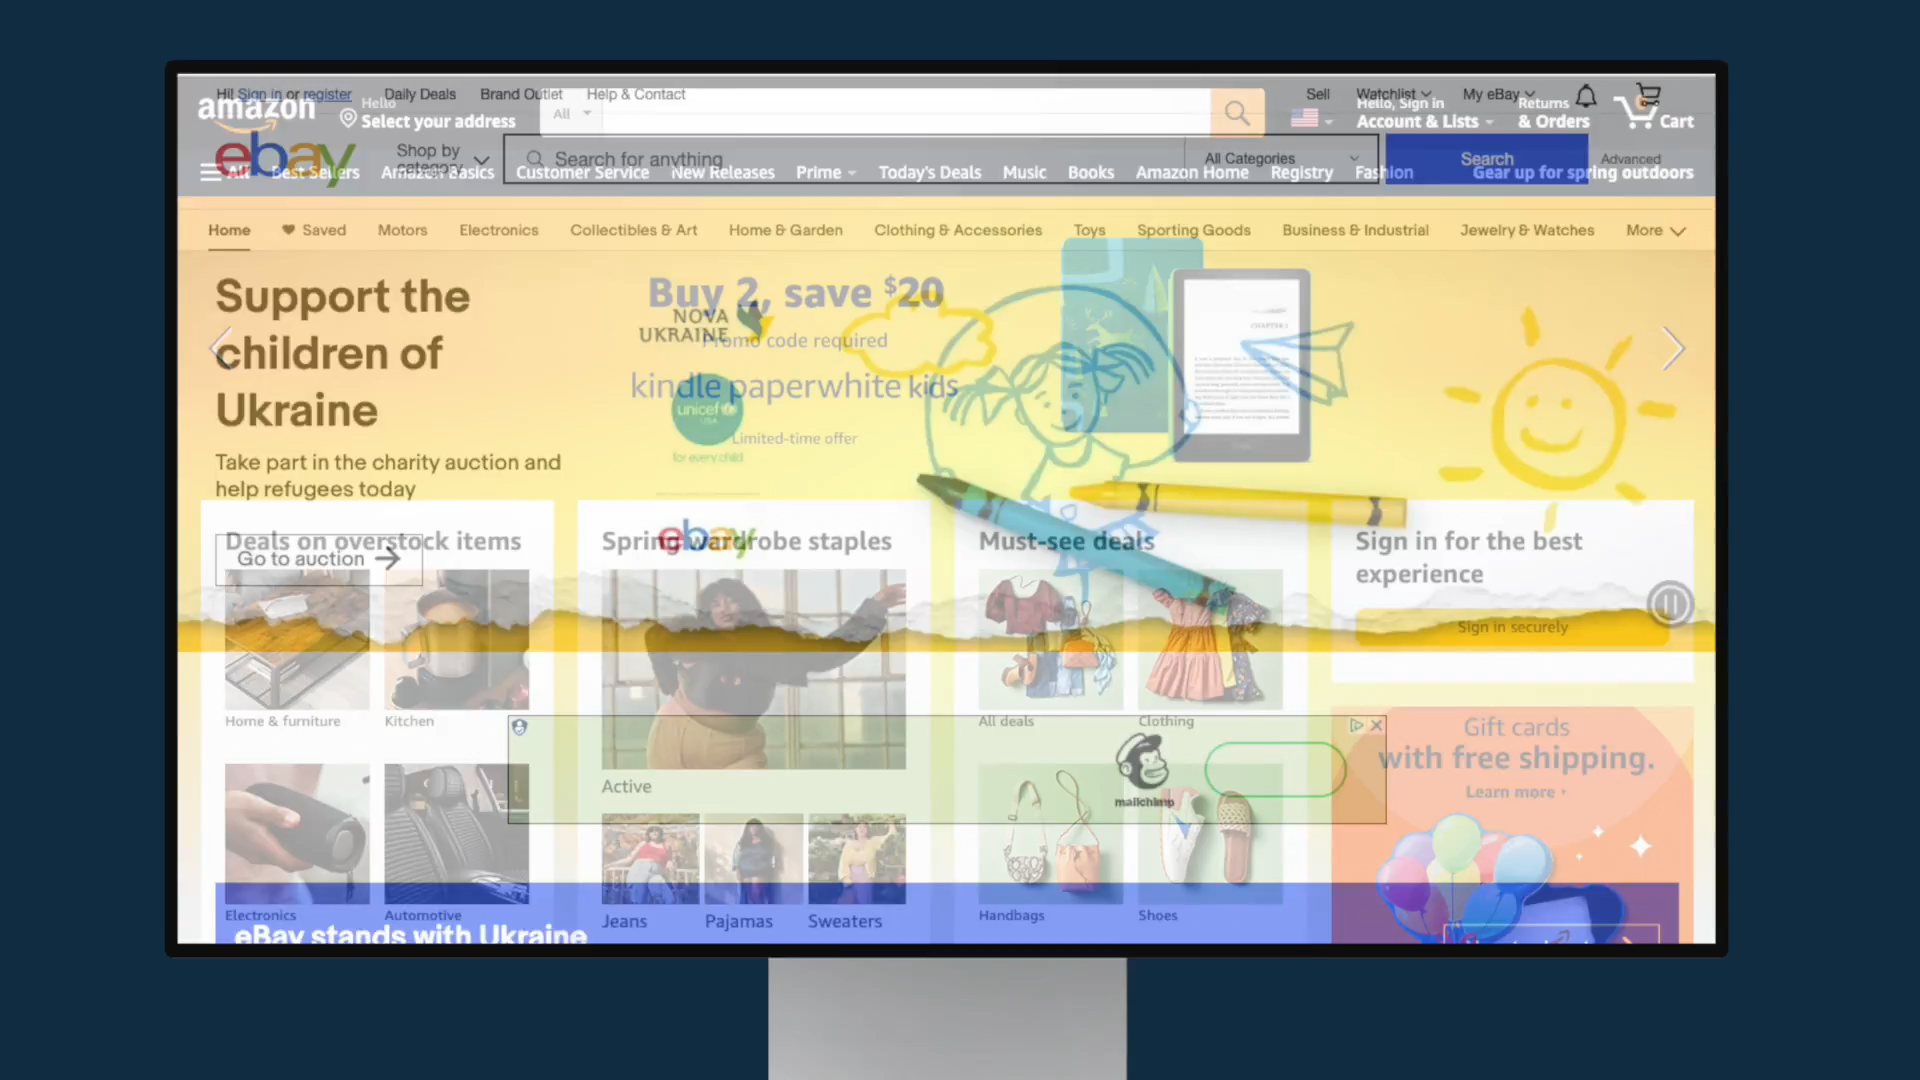 Hi! Sign in or register
Daily Deals
Brand Outlet
Help & Contact
Sell
Watchlist
My eBay
amazon
Hello
Select your address
All
Hello, Sign in
Account & Lists
Returns
& Orders
Cart
ebay
Shop by
category
Search for anything
All Categories
Search
Advanced
All
Best Sellers
Amazon Basics
Customer Service
New Releases
Prime
Today's Deals
Music
Books
Amazon Home
Registry
Fashion
Gear up for spring outdoors
Home
Saved
Motors
Electronics
Collectibles & Art
Home & Garden
Clothing & Accessories
Toys
Sporting Goods
Business & Industrial
Jewelry & Watches
More
Support the
children of
Ukraine
Take part in the charity auction and
help refugees today
Go to auction
Buy 2, save $20
NOVA
UKRAINE
Promo code required
kindle paperwhite kids
unicef
USA
Limited-time offer
for every child
ebay
CHAPTER 1
Deals on overstock items
Home & furniture
Kitchen
Electronics
Automotive
Spring wardrobe staples
Active
Jeans
Pajamas
Sweaters
Must-see deals
All deals
Clothing
Handbags
Shoes
Sign in for the best
experience
Sign in securely
mailchimp
Gift cards
with free shipping.
Learn more
eBay stands with Ukraine